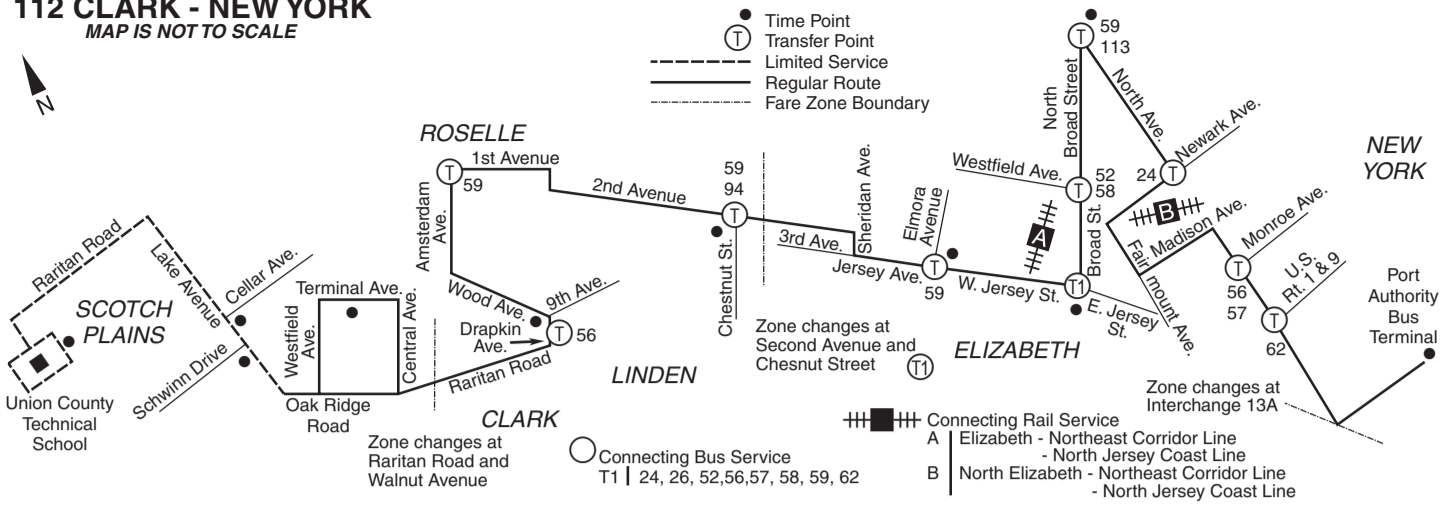 112 CLARK - NEW YORK
MAP IS NOT TO SCALE
N
Time Point
T Transfer Point
Limited Service
Regular Route
Fare Zone Boundary
T
59
113
North
Broad Street
North Ave.
Newark Ave.
NEW
YORK
ROSELLE
1st Avenue
T
59
2nd Avenue
59
94
T
Westfield Ave.
T
52
58
24 T
B
Amsterdam
Ave.
Sheridan Ave.
Elmora
Avenue
A
Broad St.
Madison Ave.
Monroe Ave.
Raritan Road
Lake Avenue
Cellar Ave.
3rd Ave.
Jersey Ave.
T
59
W. Jersey St.
T1
E. Jersey
St.
Fairmount Ave.
T
56
57
U.S.
Rt. 1 & 9
T
62
Port
Authority
Bus
Terminal
SCOTCH
PLAINS
Terminal Ave.
Wood Ave.
9th Ave.
Drapkin
Ave.
T 56
Chestnut St.
Westfield
Ave.
Central Ave.
Schwinn Drive
Raritan Road
Zone changes at
Second Avenue and
Chesnut Street
T1
ELIZABETH
LINDEN
Union County
Technical
School
Oak Ridge
Road
CLARK
Zone changes at
Interchange 13A
Zone changes at
Raritan Road and
Walnut Avenue
Connecting Bus Service
T1 24, 26, 52,56,57, 58, 59, 62
Connecting Rail Service
A Elizabeth - Northeast Corridor Line
- North Jersey Coast Line
B North Elizabeth - Northeast Corridor Line
- North Jersey Coast Line